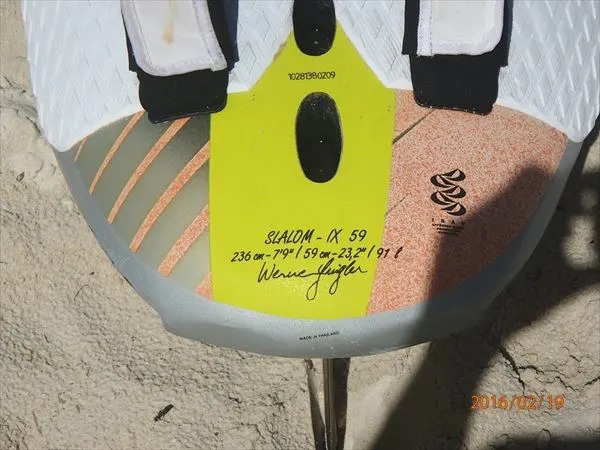 10281380209
SLALOM - IX 59
236 cm - 7'9" / 59 cm - 23,2" / 91 l
Werner Gnigler
MADE IN THAILAND
2016/02/19